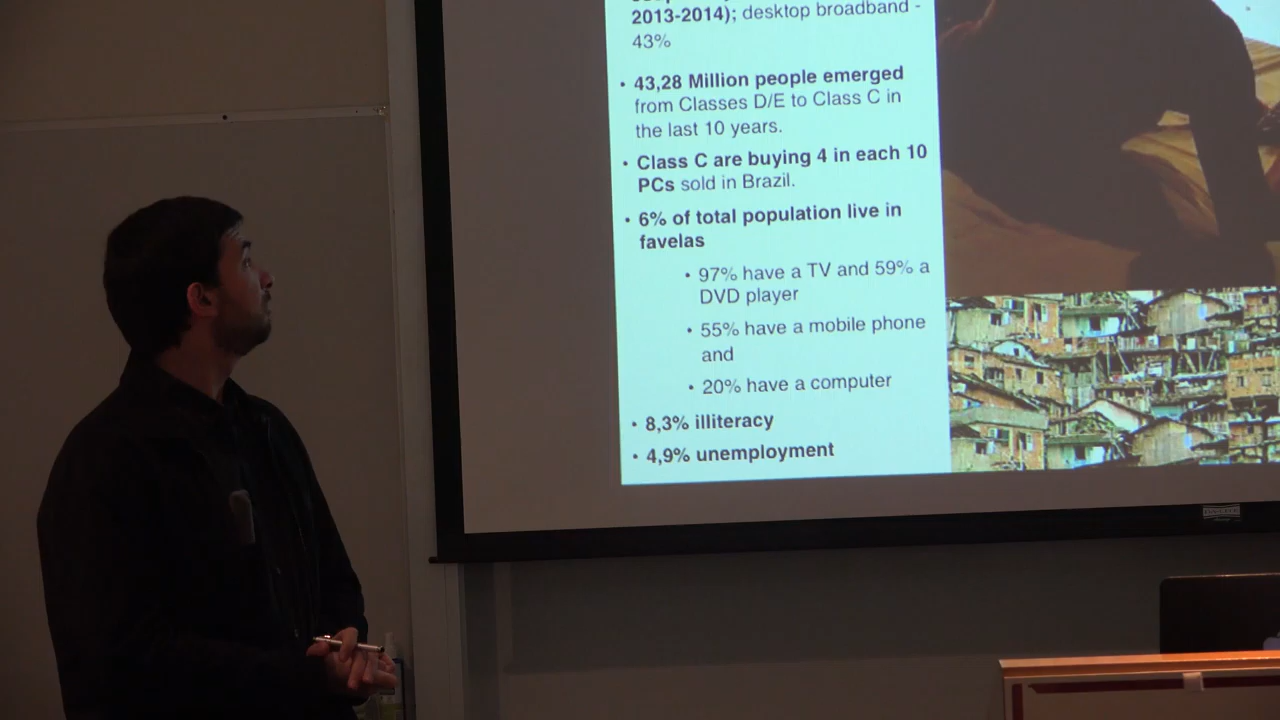 2013-2014); desktop broadband -
43%
• 43,28 Million people emerged
from Classes D/E to Class C in
the last 10 years.
• Class C are buying 4 in each 10
PCs sold in Brazil.
• 6% of total population live in
favelas
• 97% have a TV and 59% a
DVD player
• 55% have a mobile phone
and
• 20% have a computer
• 8,3% illiteracy
• 4,9% unemployment